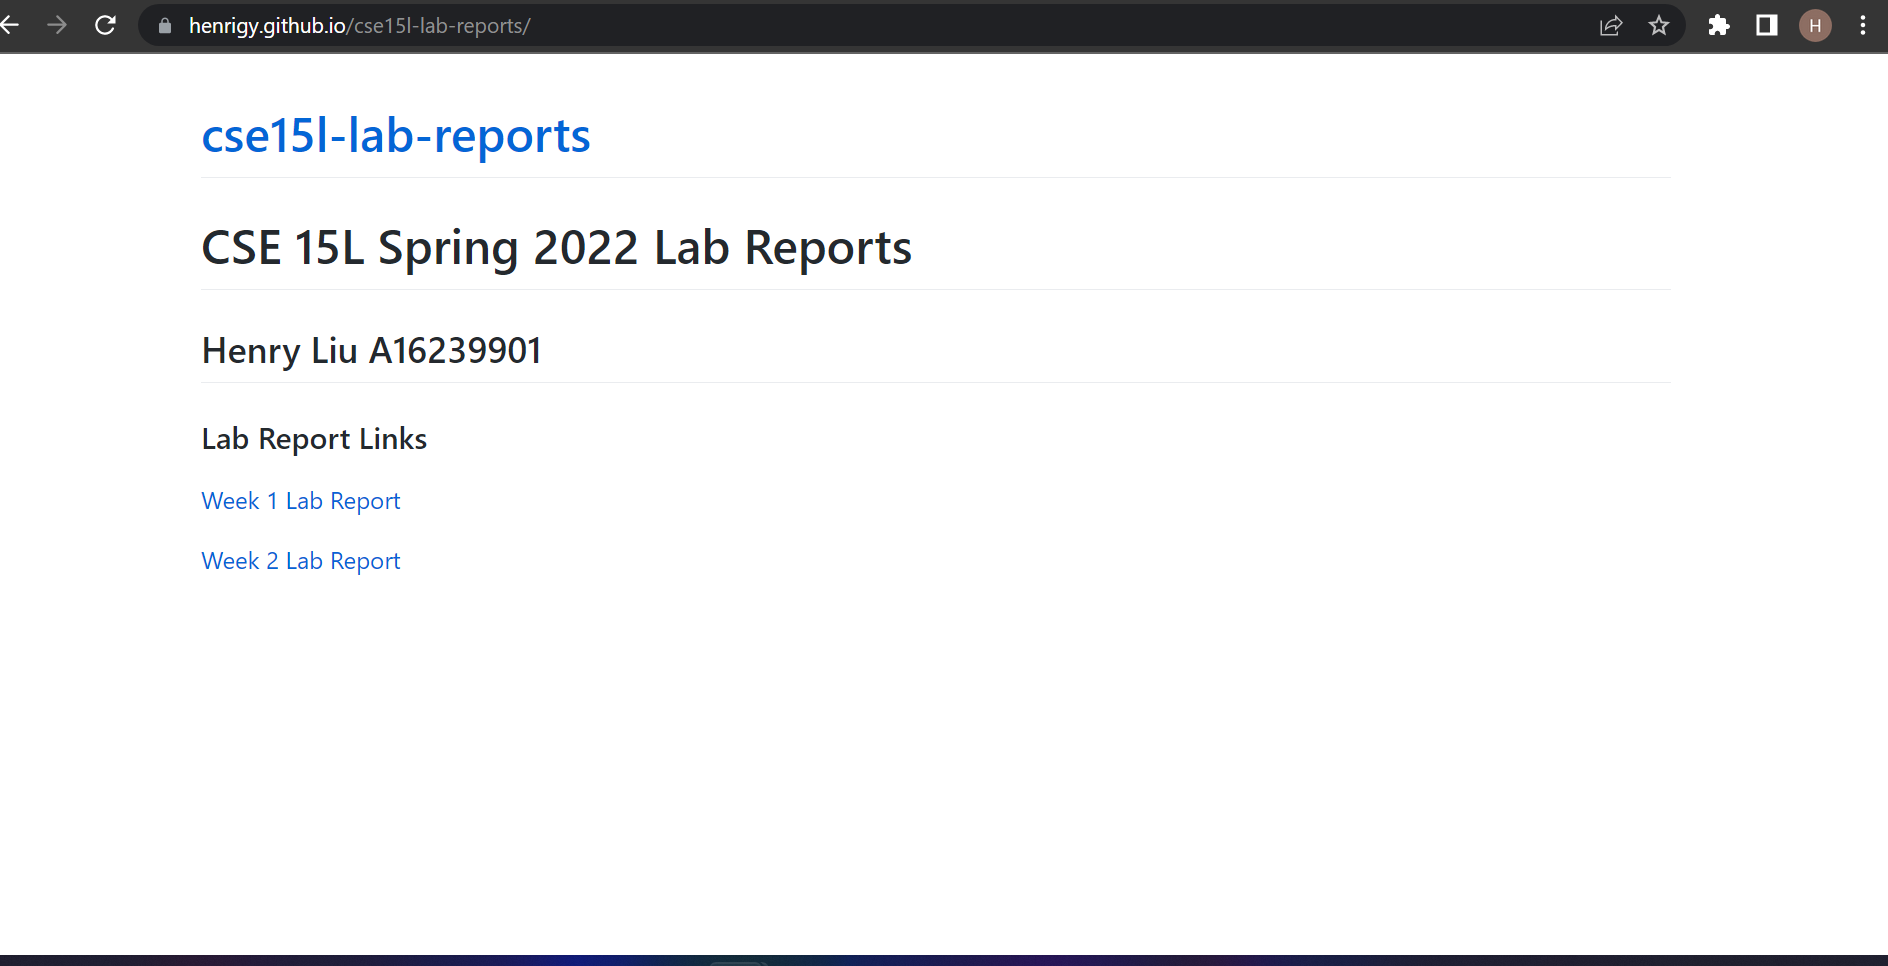 henrigy.github.io/cse15l-lab-reports/
H
cse15l-lab-reports
CSE 15L Spring 2022 Lab Reports
Henry Liu A16239901
Lab Report Links
Week 1 Lab Report
Week 2 Lab Report